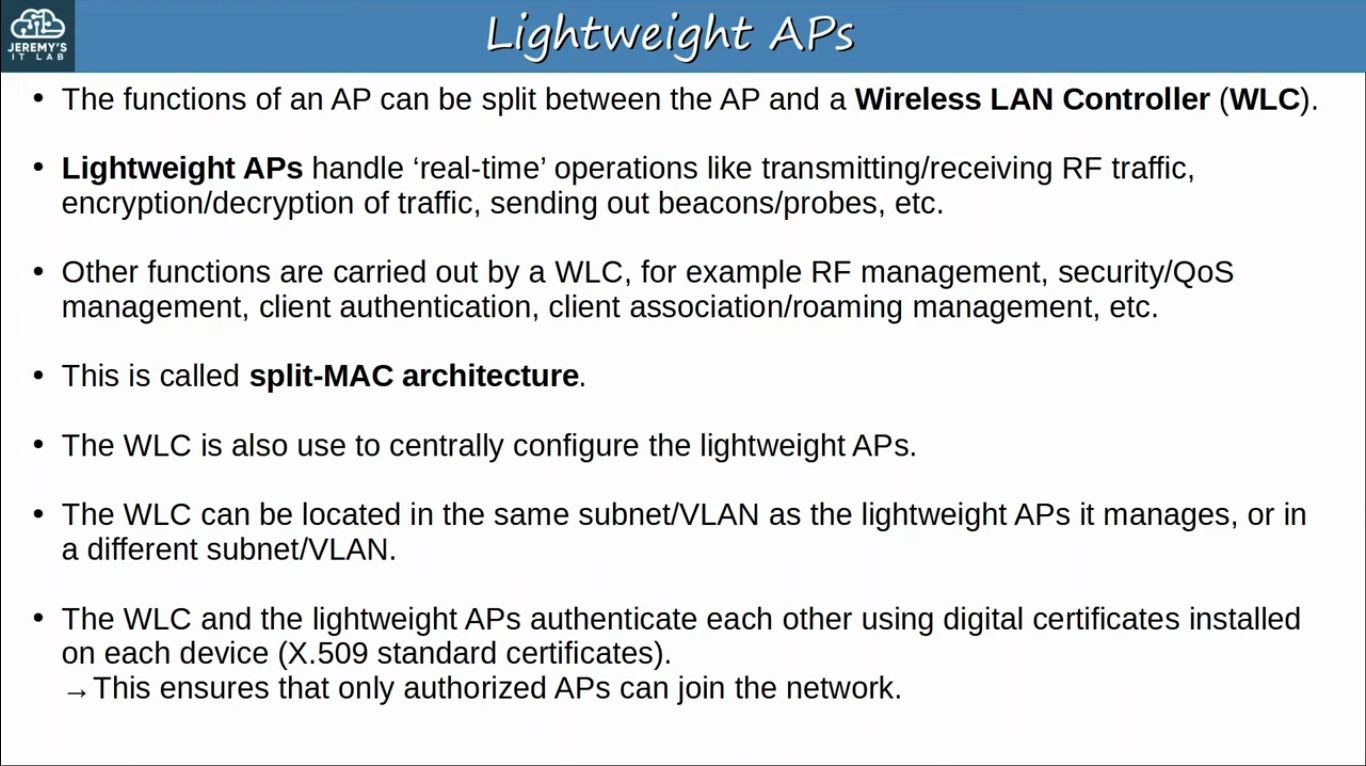 JEREMY'S
IT LAB
Lightweight APs
• The functions of an AP can be split between the AP and a Wireless LAN Controller (WLC).
• Lightweight APs handle ‘real-time’ operations like transmitting/receiving RF traffic,
encryption/decryption of traffic, sending out beacons/probes, etc.
• Other functions are carried out by a WLC, for example RF management, security/QoS
management, client authentication, client association/roaming management, etc.
• This is called split-MAC architecture.
• The WLC is also use to centrally configure the lightweight APs.
• The WLC can be located in the same subnet/VLAN as the lightweight APs it manages, or in
a different subnet/VLAN.
• The WLC and the lightweight APs authenticate each other using digital certificates installed
on each device (X.509 standard certificates).
→This ensures that only authorized APs can join the network.